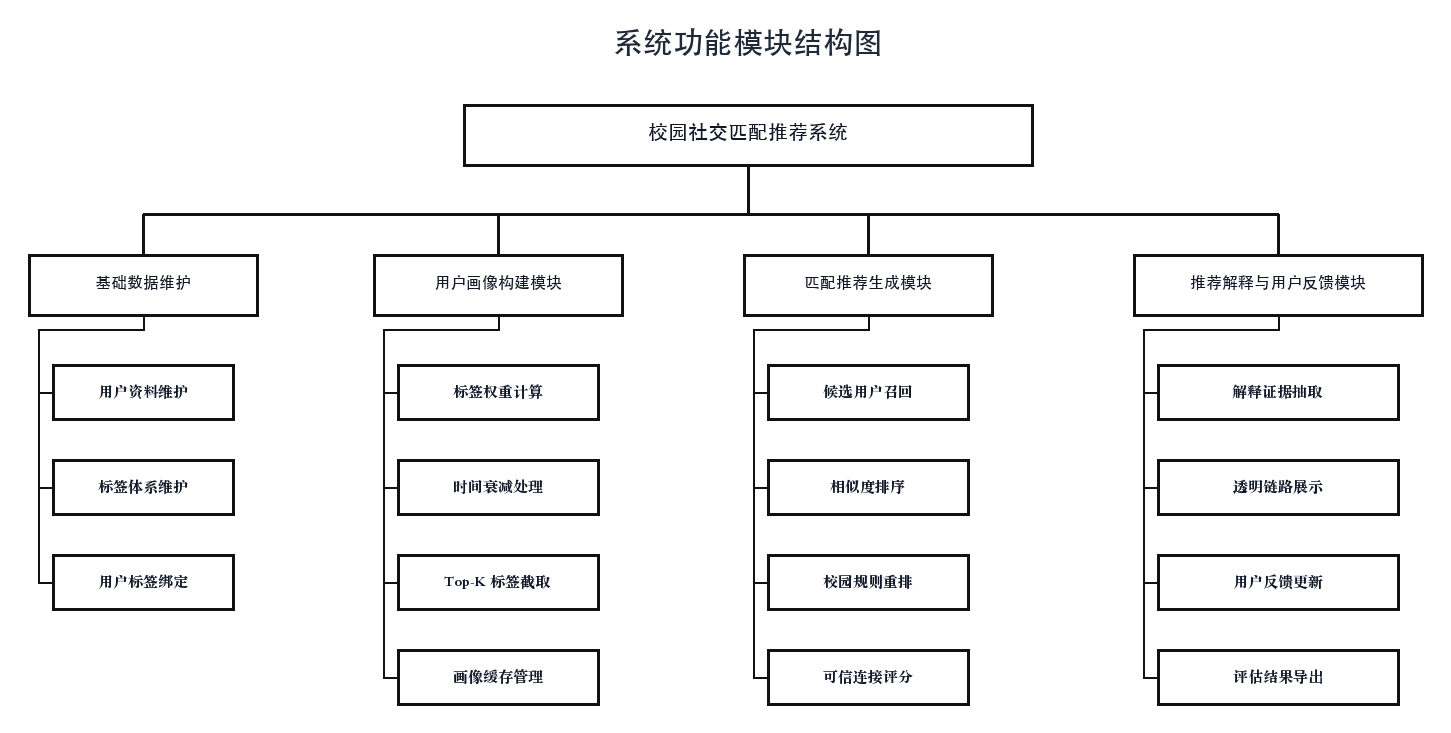 系统功能模块结构图
校园社交匹配推荐系统
基础数据维护
用户画像构建模块
匹配推荐生成模块
推荐解释与用户反馈模块
用户资料维护
标签权重计算
候选用户召回
解释证据抽取
标签体系维护
时间衰减处理
相似度排序
透明链路展示
用户标签绑定
Top-K 标签截取
校园规则重排
用户反馈更新
画像缓存管理
可信连接评分
评估结果导出